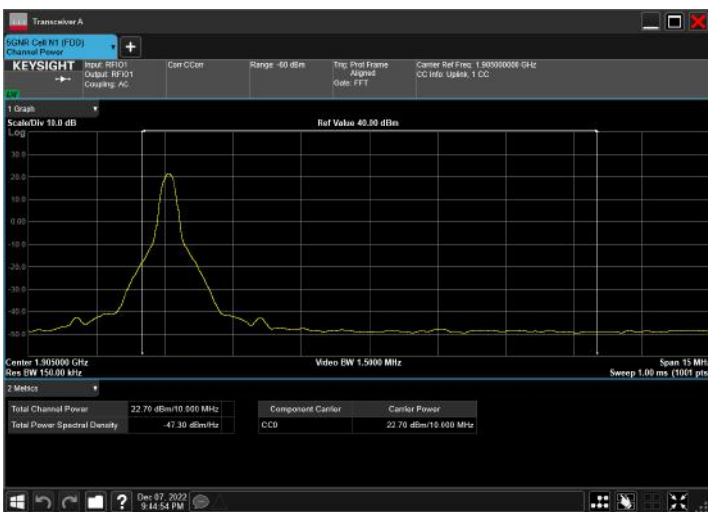 Transceiver A
5GNR Cell N1 (FDD)
Channel Power
KEYSIGHT
Input: RFIO1
Output: RFIO1
Coupling: AC
Corr CCorr
Range: -60 dBm
Trig: Prot Frame
Aligned
Gate: FFT
Carrier Ref Freq: 1.905000000 GHz
CC Info: Uplink, 1 CC
1 Graph
Scale/Div 10.0 dB
Ref Value 40.00 dBm
Log
30.0
20.0
10.0
0.00
-10.0
-20.0
-30.0
-40.0
-50.0
Center 1.905000 GHz
Video BW 1.5000 MHz
Span 15 MHz
Res BW 150.00 kHz
Sweep 1.00 ms (1001 pts)
2 Metrics
Total Channel Power 22.70 dBm/10.000 MHz
Total Power Spectral Density -47.30 dBm/Hz
Component Carrier Carrier Power
CC0 22.70 dBm/10.000 MHz
?
Dec 07, 2022
9:14:54 PM